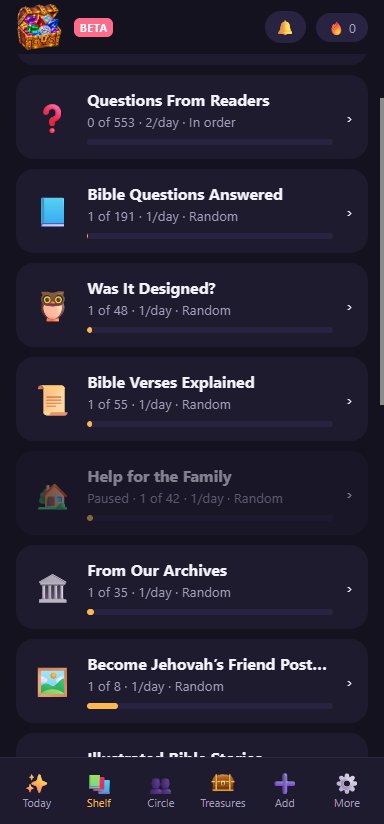 BETA
0
Questions From Readers
0 of 553 · 2/day · In order
Bible Questions Answered
1 of 191 · 1/day · Random
Was It Designed?
1 of 48 · 1/day · Random
Bible Verses Explained
1 of 55 · 1/day · Random
Help for the Family
Paused · 1 of 42 · 1/day · Random
From Our Archives
1 of 35 · 1/day · Random
Become Jehovah's Friend Post...
1 of 8 · 1/day · Random
Illustrated Bible Stories
Today Shelf Circle Treasures Add More